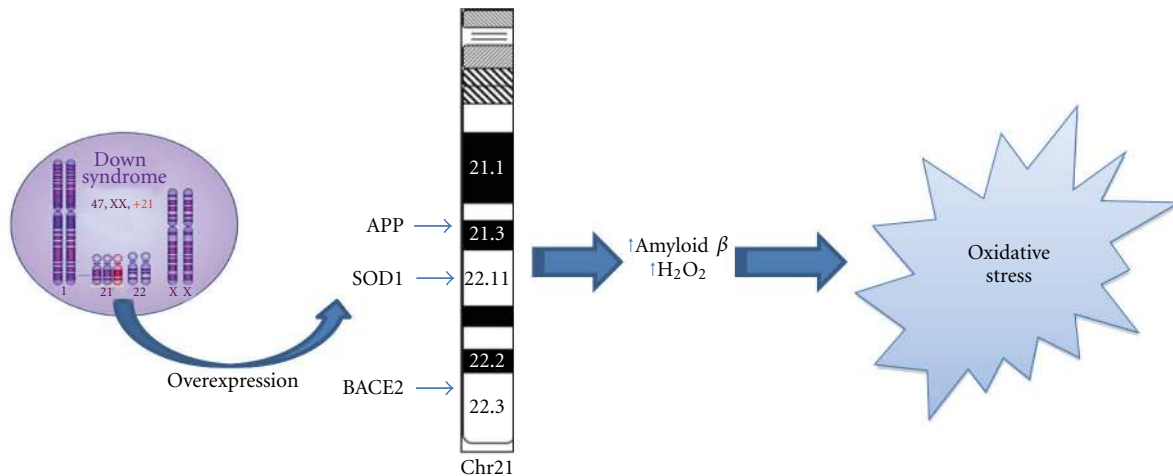 Down
syndrome
47, XX, +21
1
21
22
X X
Overexpression
APP
SOD1
BACE2
21.1
21.3
22.11
22.2
22.3
Chr21
↑Amyloid β
↑H₂O₂
Oxidative
stress